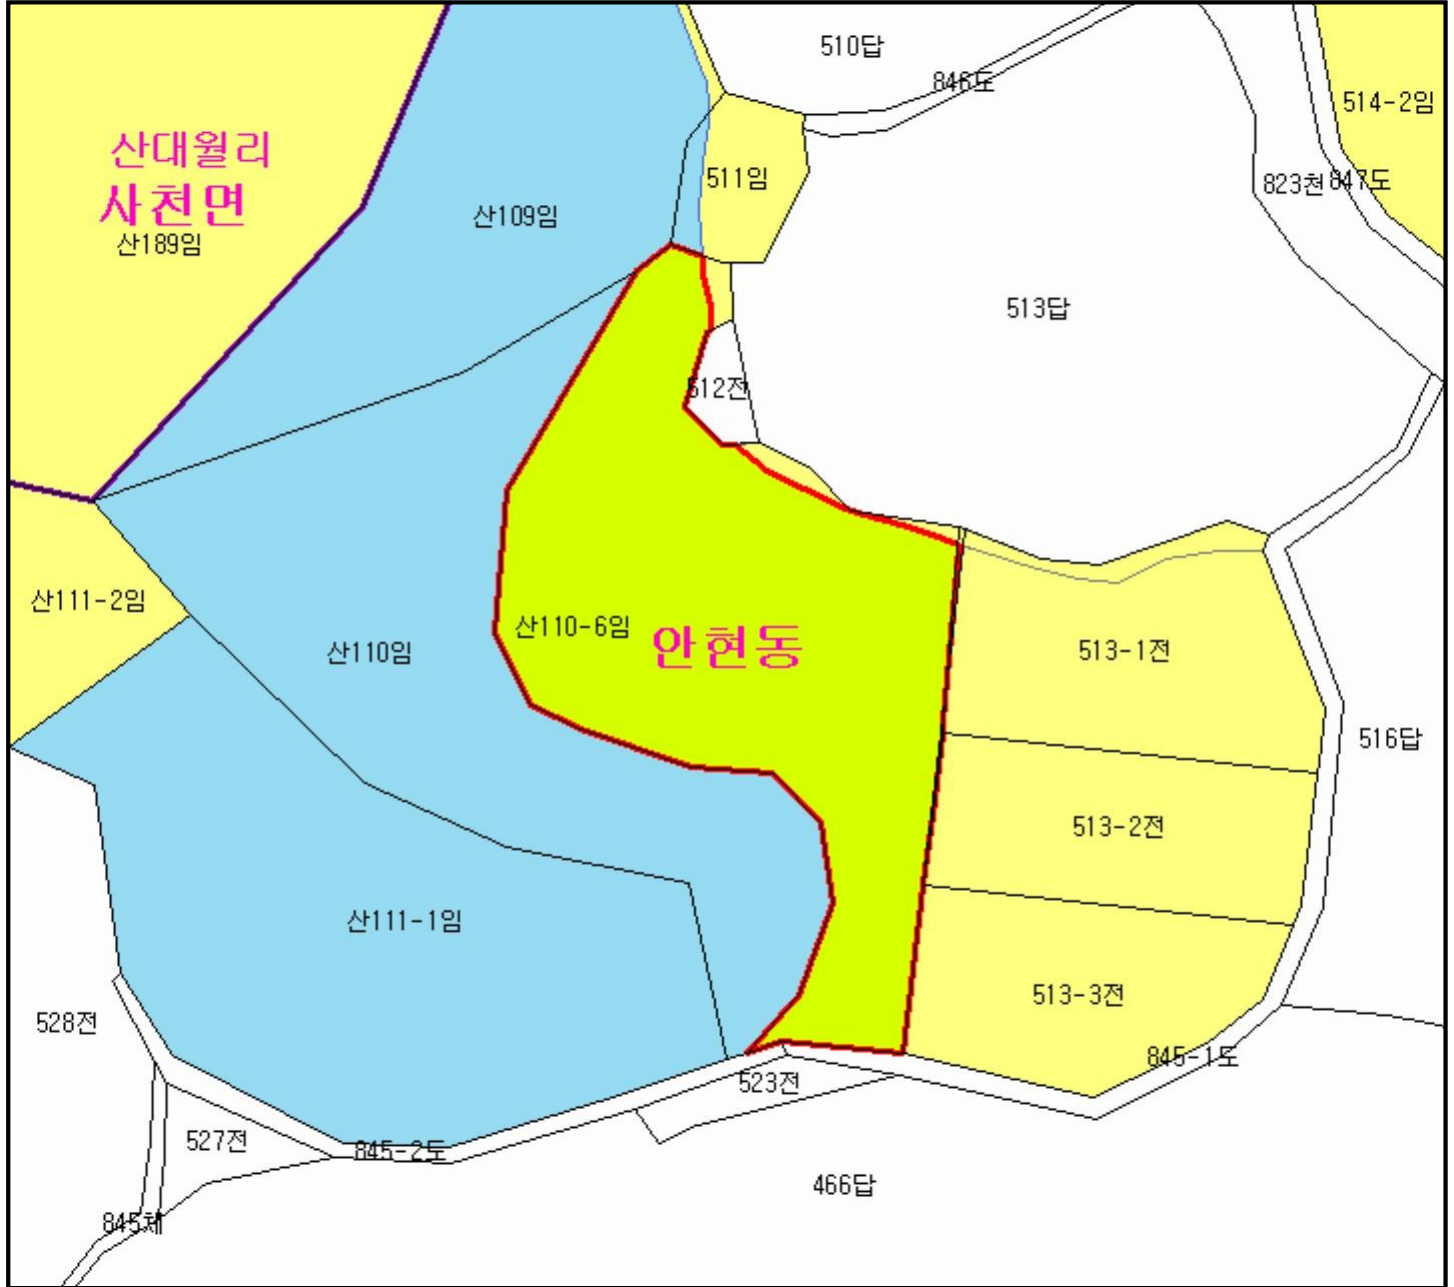 510답
846도
514-2임
산대월리
사천면
산189임
산109임
511임
823천
847도
513답
512전
산111-2임
산110임
산110-6임
안현동
513-1전
516답
513-2전
산111-1임
513-3전
528전
845-1도
523전
527전
845-2도
466답
845체